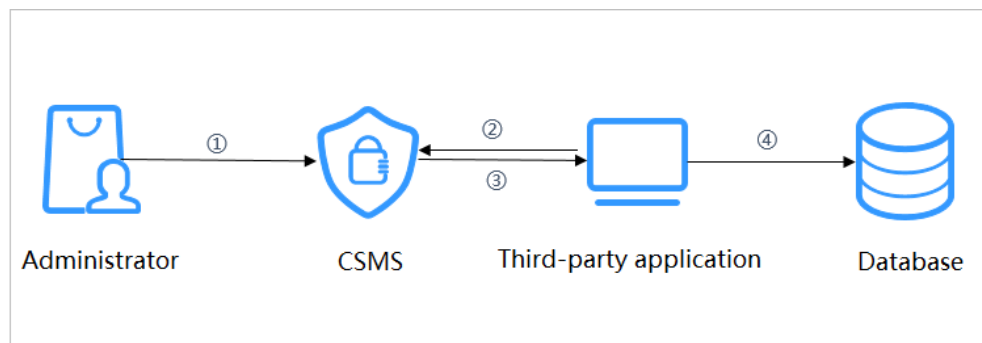 ①
②
③
④
Administrator
CSMS
Third-party application
Database